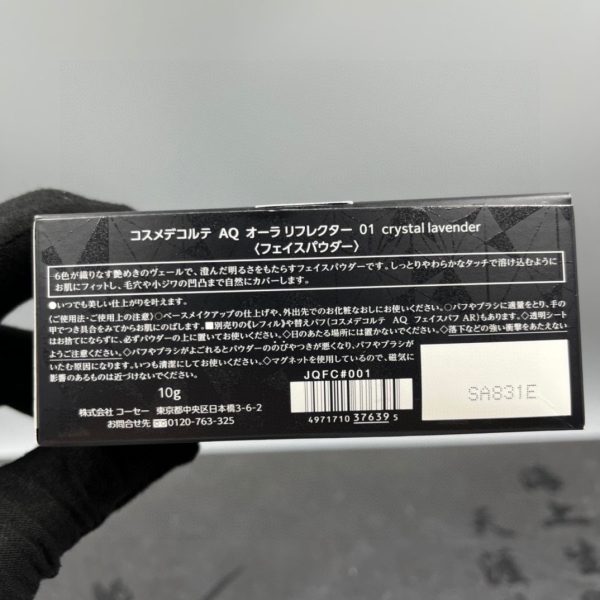 コスメデコルテ AQ オーラ リフレクター 01 crystal lavender
〈フェイスパウダー〉
6色が織りなす艶めきのヴェールで、澄んだ明るさをもたらすフェイスパウダーです。しっとりやわらかなタッチで溶け込むように
お肌にフィットし、毛穴や小ジワの凹凸まで自然にカバーします。
●いつでも美しい仕上がりを叶えます。
〈ご使用法・ご使用上の注意〉○ベースメイクアップの仕上げや、外出先でのお化粧なおしにお使いください。○パフやブラシに適量をとり、手の
甲でつき具合をみてからお肌にのばします。■別売りの《レフィル》や替えパフ(コスメデコルテ AQ フェイスパフ AR)もあります。○透明シート
は捨てにならずに、必ずパウダーの上に置いてお使いください。○日のあたる場所には置かないでください。○落下などの強い衝撃をあたえない
ようご注意ください。○パフやブラシがよごれるとパウダーののびやつきが悪くなり、パフがか
たいむ原因になります。いつも清潔にしてお使いください。○マグネットを使用しているので、磁気に
影響のあるものは近づけないでください。
JQFC#001
10g
株式会社 コーセー 東京都中央区日本橋3-6-2
お問合せ先 0120-763-325
4971710 37639 5
SA831E
海上生
天涯